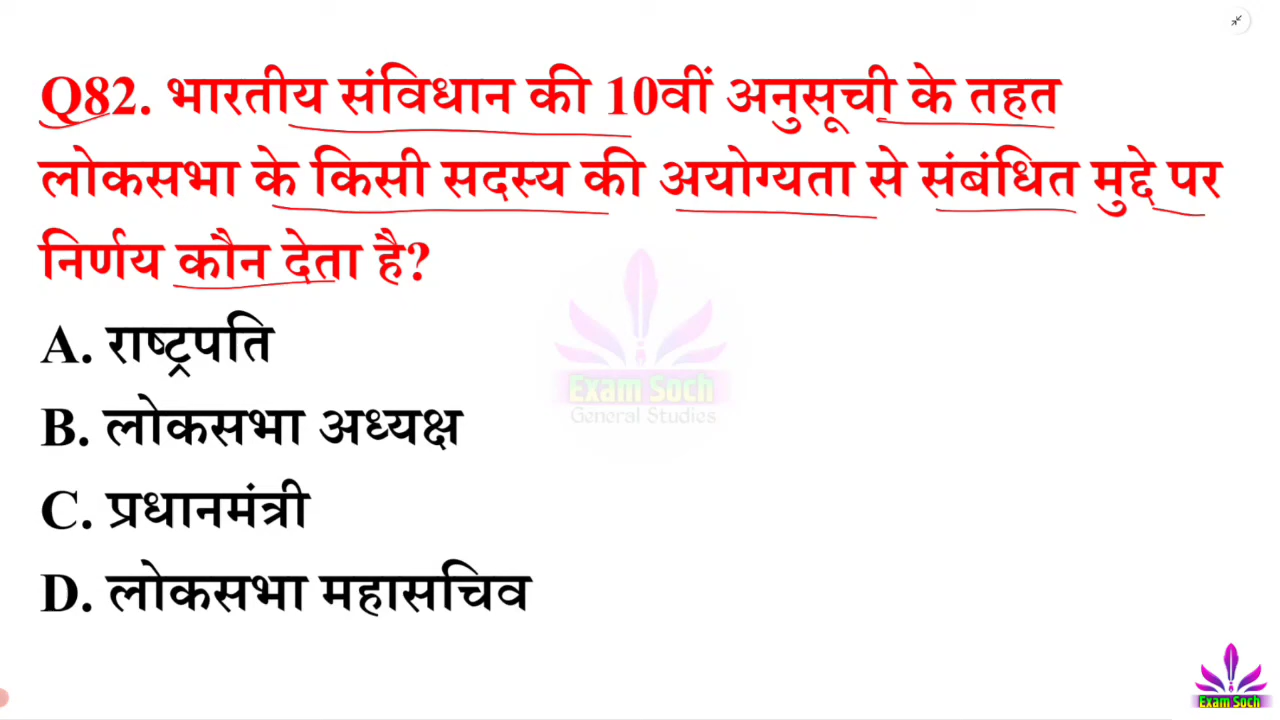 Q82. भारतीय संविधान की 10वीं अनुसूची के तहत
लोकसभा के किसी सदस्य की अयोग्यता से संबंधित मुद्दे पर
निर्णय कौन देता है?
A. राष्ट्रपति
B. लोकसभा अध्यक्ष
C. प्रधानमंत्री
D. लोकसभा महासचिव
Exam Soch
General Studies
Exam Soch